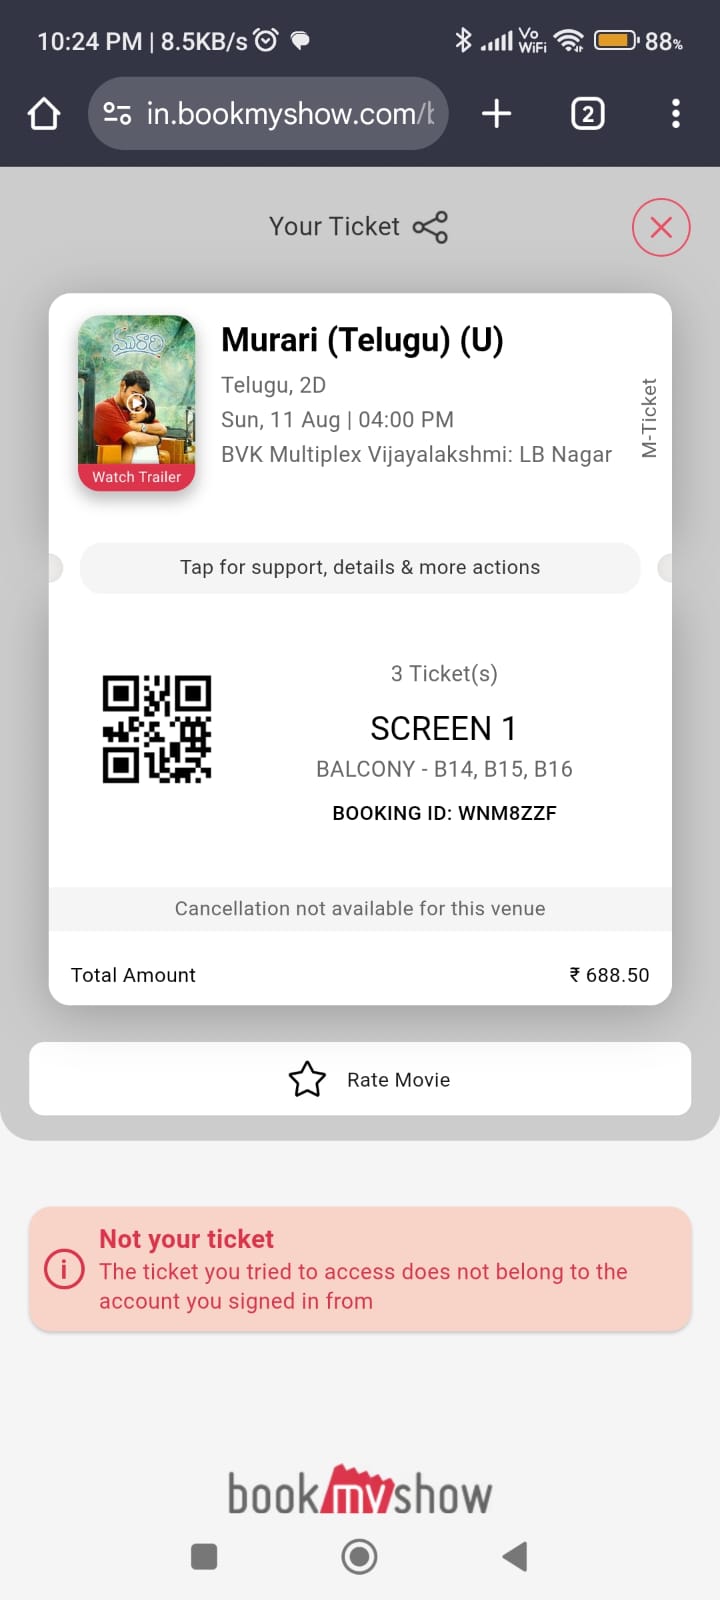 10:24 PM | 8.5KB/s
Vo
WiFi
88%
in.bookmyshow.com/b
2
Your Ticket
మురారి
Watch Trailer
Murari (Telugu) (U)
Telugu, 2D
Sun, 11 Aug | 04:00 PM
BVK Multiplex Vijayalakshmi: LB Nagar
M-Ticket
Tap for support, details & more actions
3 Ticket(s)
SCREEN 1
BALCONY - B14, B15, B16
BOOKING ID: WNM8ZZF
Cancellation not available for this venue
Total Amount ₹ 688.50
Rate Movie
Not your ticket
The ticket you tried to access does not belong to the
account you signed in from
bookmyshow